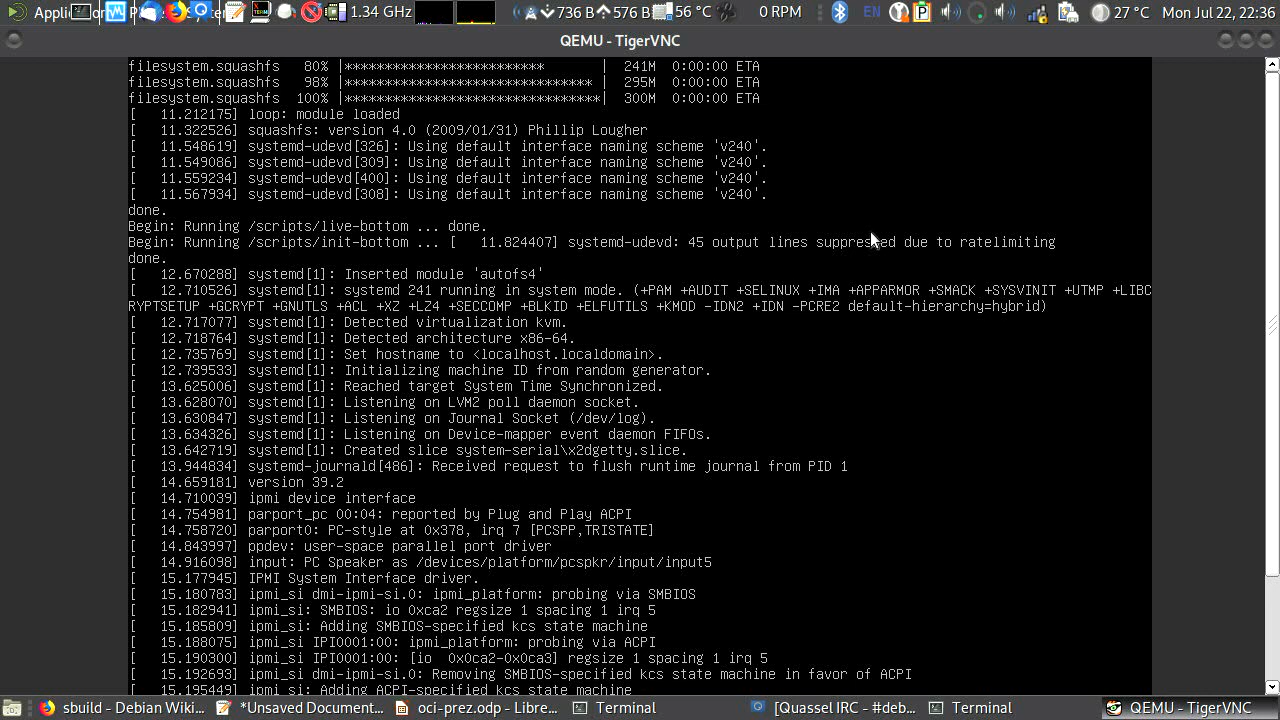 Applic
System
1.34 GHz
736 B
576 B
56 °C
0 RPM
EN
27 °C
Mon Jul 22, 22:36
QEMU - TigerVNC
filesystem.squashfs   80% |************************* | 241M  0:00:00 ETA
filesystem.squashfs   98% |******************************* | 295M  0:00:00 ETA
filesystem.squashfs  100% |********************************| 300M  0:00:00 ETA
[   11.212175] loop: module loaded
[   11.322526] squashfs: version 4.0 (2009/01/31) Phillip Lougher
[   11.548619] systemd-udevd[326]: Using default interface naming scheme 'v240'.
[   11.549086] systemd-udevd[309]: Using default interface naming scheme 'v240'.
[   11.559234] systemd-udevd[400]: Using default interface naming scheme 'v240'.
[   11.567934] systemd-udevd[308]: Using default interface naming scheme 'v240'.
done.
Begin: Running /scripts/live-bottom ... done.
Begin: Running /scripts/init-bottom ... [   11.824407] systemd-udevd: 45 output lines suppressed due to ratelimiting
done.
[   12.670288] systemd[1]: Inserted module 'autofs4'
[   12.710526] systemd[1]: systemd 241 running in system mode. (+PAM +AUDIT +SELINUX +IMA +APPARMOR +SMACK +SYSVINIT +UTMP +LIBC
RYPTSETUP +GCRYPT +GNUTLS +ACL +XZ +LZ4 +SECCOMP +BLKID +ELFUTILS +KMOD -IDN2 +IDN -PCRE2 default-hierarchy=hybrid)
[   12.717077] systemd[1]: Detected virtualization kvm.
[   12.718764] systemd[1]: Detected architecture x86-64.
[   12.735769] systemd[1]: Set hostname to <localhost.localdomain>.
[   12.739533] systemd[1]: Initializing machine ID from random generator.
[   13.625006] systemd[1]: Reached target System Time Synchronized.
[   13.628070] systemd[1]: Listening on LVM2 poll daemon socket.
[   13.630847] systemd[1]: Listening on Journal Socket (/dev/log).
[   13.634326] systemd[1]: Listening on Device-mapper event daemon FIFOs.
[   13.642719] systemd[1]: Created slice system-serial\x2dgetty.slice.
[   13.944834] systemd-journald[486]: Received request to flush runtime journal from PID 1
[   14.659181] version 39.2
[   14.710039] ipmi device interface
[   14.754981] parport_pc 00:04: reported by Plug and Play ACPI
[   14.758720] parport0: PC-style at 0x378, irq 7 [PCSPP,TRISTATE]
[   14.843997] ppdev: user-space parallel port driver
[   14.916098] input: PC Speaker as /devices/platform/pcspkr/input/input5
[   15.177945] IPMI System Interface driver.
[   15.180783] ipmi_si dmi-ipmi-si.0: ipmi_platform: probing via SMBIOS
[   15.182941] ipmi_si: SMBIOS: io 0xca2 regsize 1 spacing 1 irq 5
[   15.185809] ipmi_si: Adding SMBIOS-specified kcs state machine
[   15.188075] ipmi_si IPI0001:00: ipmi_platform: probing via ACPI
[   15.190300] ipmi_si IPI0001:00: [io  0x0ca2-0x0ca3] regsize 1 spacing 1 irq 5
[   15.192693] ipmi_si dmi-ipmi-si.0: Removing SMBIOS-specified kcs state machine in favor of ACPI
[   15.195449] ipmi_si: Adding ACPI-specified kcs state machine
sbuild - Debian Wiki...
*Unsaved Document...
oci-prez.odp - Libre...
Terminal
[Quassel IRC - #deb...
Terminal
QEMU - TigerVNC